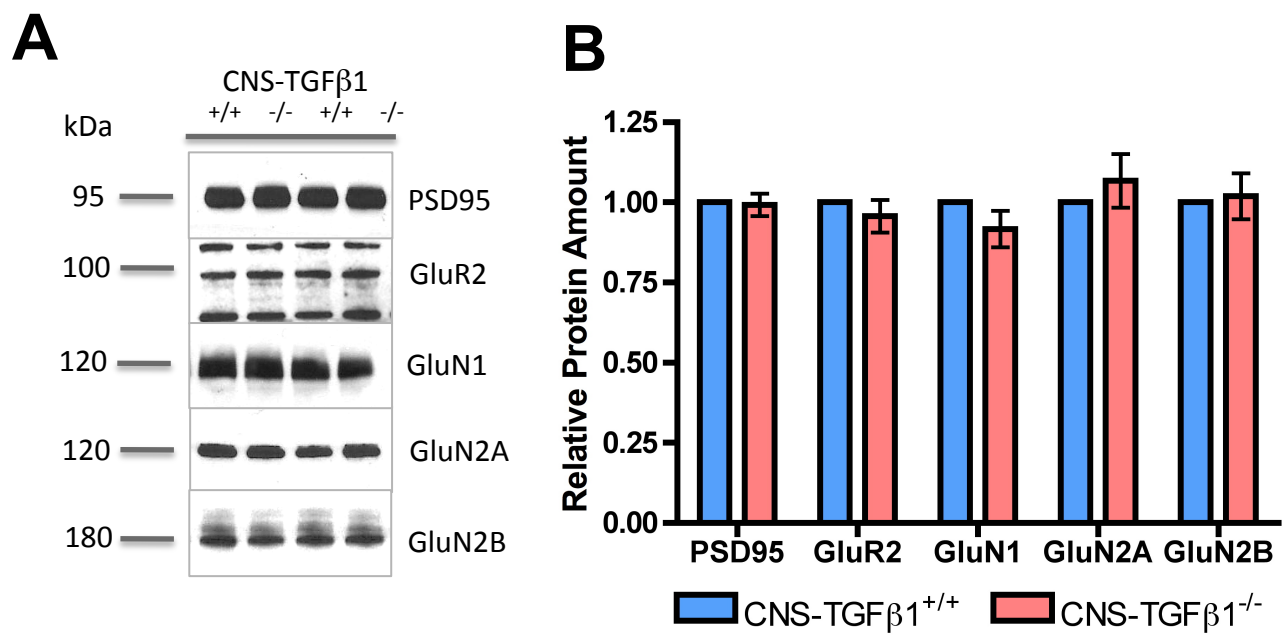 A
CNS-TGFβ1
+/+ -/- +/+ -/-
kDa
95 PSD95
100 GluR2
120 GluN1
120 GluN2A
180 GluN2B
B
Relative Protein Amount
1.25
1.00
0.75
0.50
0.25
0.00
PSD95 GluR2 GluN1 GluN2A GluN2B
CNS-TGFβ1+/+ CNS-TGFβ1-/-